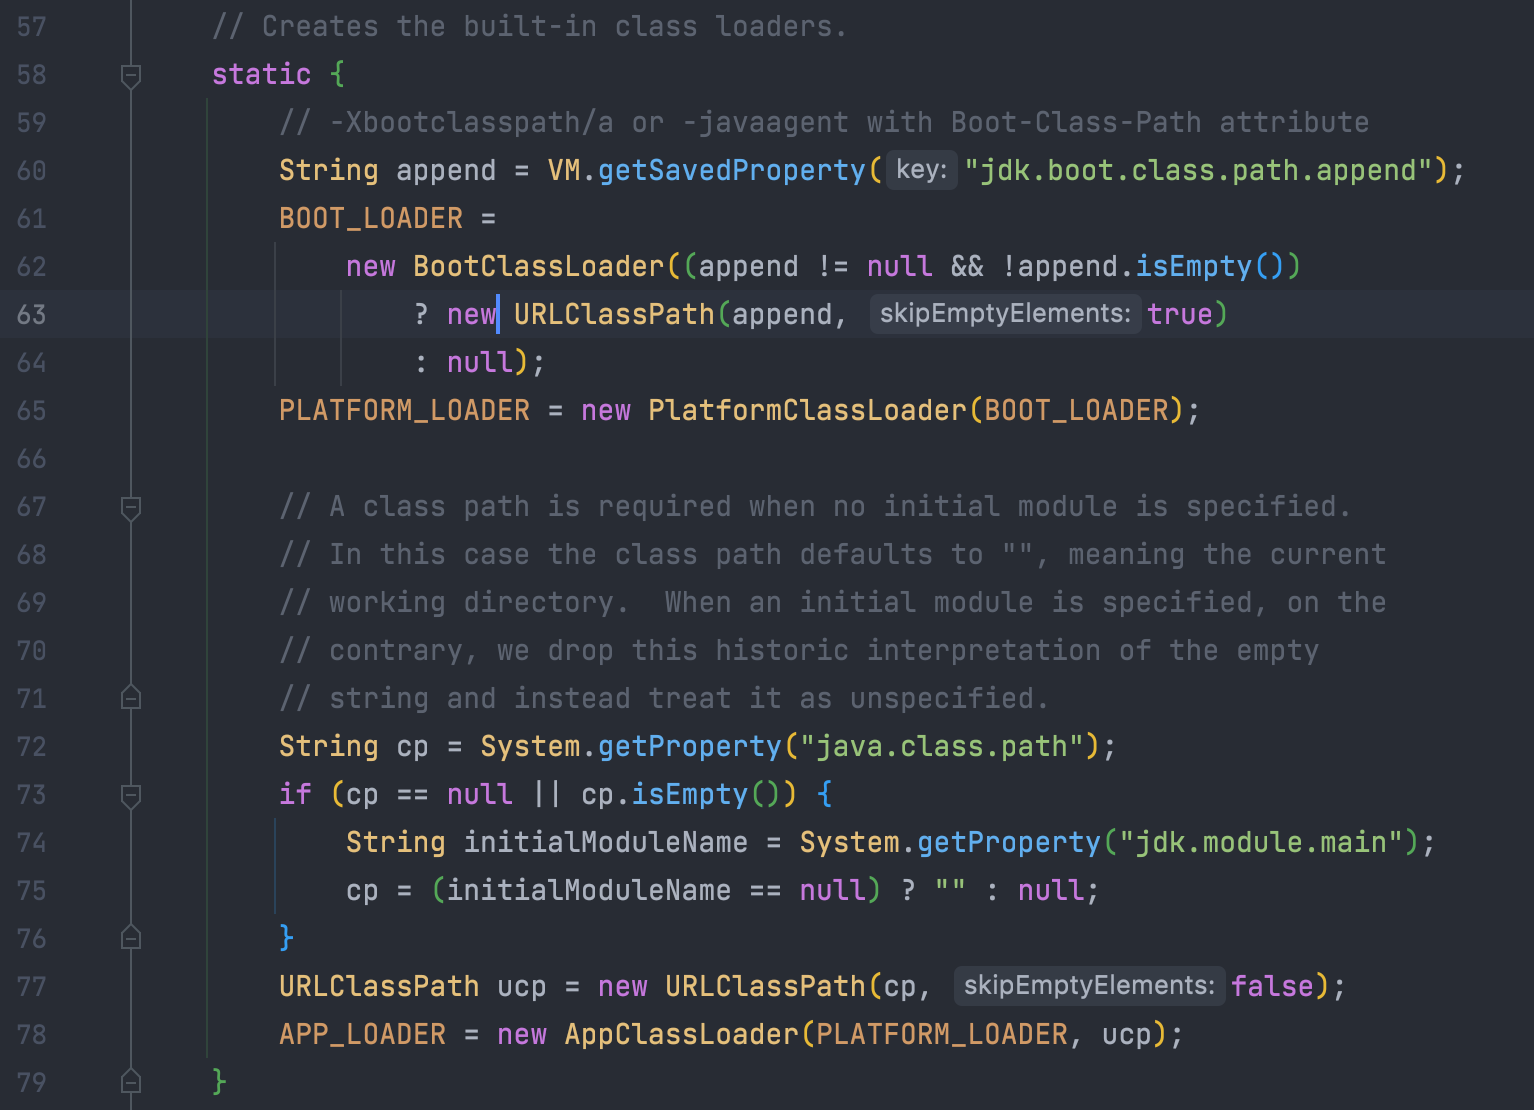 57 // Creates the built-in class loaders.
58 static {
59 // -Xbootclasspath/a or -javaagent with Boot-Class-Path attribute
60 String append = VM.getSavedProperty( key: "jdk.boot.class.path.append");
61 BOOT_LOADER =
62 new BootClassLoader((append != null && !append.isEmpty())
63 ? new URLClassPath(append, skipEmptyElements: true)
64 : null);
65 PLATFORM_LOADER = new PlatformClassLoader(BOOT_LOADER);
66
67 // A class path is required when no initial module is specified.
68 // In this case the class path defaults to "", meaning the current
69 // working directory.  When an initial module is specified, on the
70 // contrary, we drop this historic interpretation of the empty
71 // string and instead treat it as unspecified.
72 String cp = System.getProperty("java.class.path");
73 if (cp == null || cp.isEmpty()) {
74 String initialModuleName = System.getProperty("jdk.module.main");
75 cp = (initialModuleName == null) ? "" : null;
76 }
77 URLClassPath ucp = new URLClassPath(cp, skipEmptyElements: false);
78 APP_LOADER = new AppClassLoader(PLATFORM_LOADER, ucp);
79 }